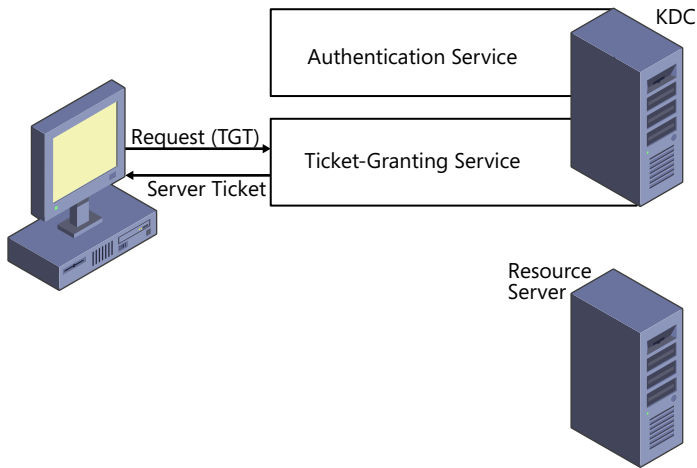 KDC
Authentication Service
Request (TGT)
Ticket-Granting Service
Server Ticket
Resource
Server